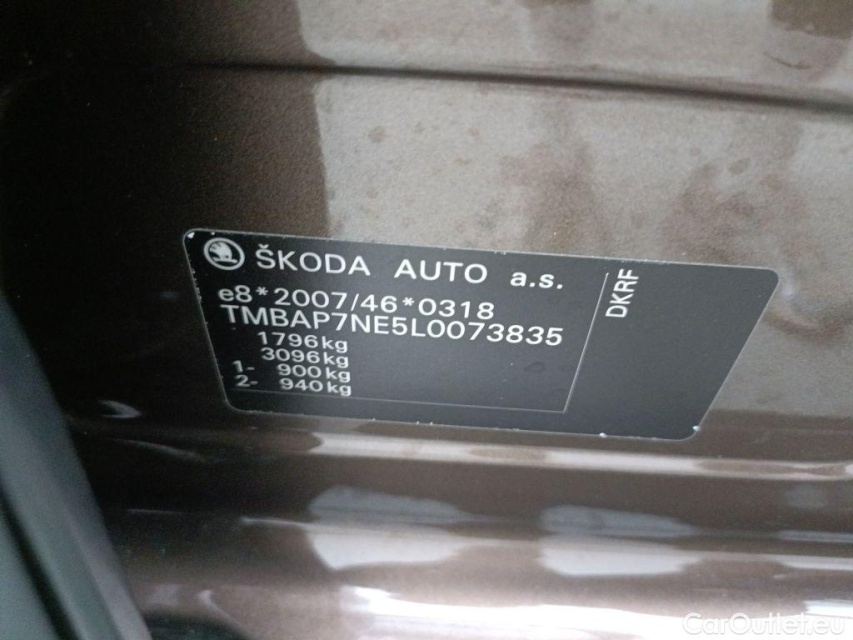 ŠKODA AUTO a.s.
e8*2007/46*0318
TMBAP7NE5L0073835
1796kg
3096kg
1- 900kg
2- 940kg
DKRF
CarOutlet.eu